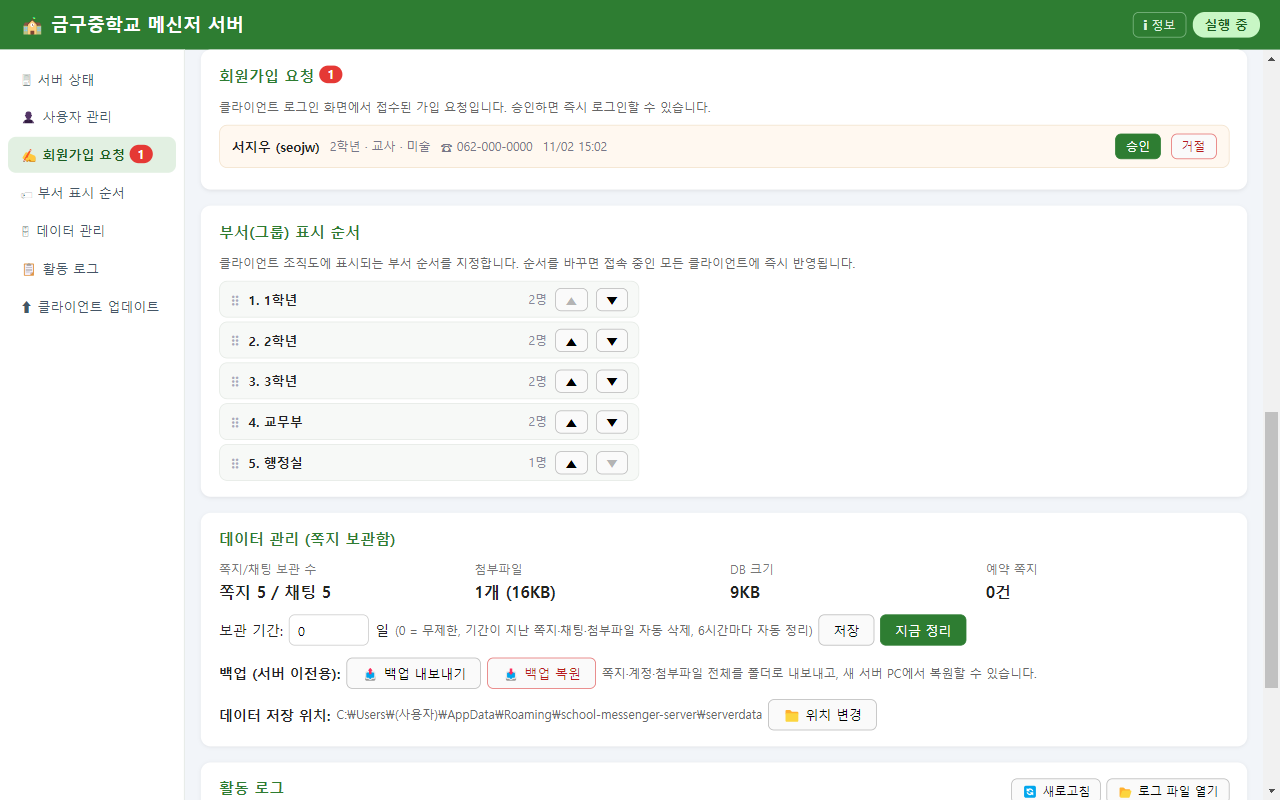 금구중학교 메신저 서버
ℹ 정보
실행 중
서버 상태
사용자 관리
회원가입 요청 1
부서 표시 순서
데이터 관리
활동 로그
클라이언트 업데이트
회원가입 요청 1
클라이언트 로그인 화면에서 접수된 가입 요청입니다. 승인하면 즉시 로그인할 수 있습니다.
서지우 (seojw) 2학년 · 교사 · 미술 ☎ 062-000-0000 11/02 15:02 승인 거절
부서(그룹) 표시 순서
클라이언트 조직도에 표시되는 부서 순서를 지정합니다. 순서를 바꾸면 접속 중인 모든 클라이언트에 즉시 반영됩니다.
1. 1학년 2명 ▲ ▼
2. 2학년 2명 ▲ ▼
3. 3학년 2명 ▲ ▼
4. 교무부 2명 ▲ ▼
5. 행정실 1명 ▲ ▼
데이터 관리 (쪽지 보관함)
쪽지/채팅 보관 수 첨부파일 DB 크기 예약 쪽지
쪽지 5 / 채팅 5 1개 (16KB) 9KB 0건
보관 기간: 0 일 (0 = 무제한, 기간이 지난 쪽지·채팅·첨부파일 자동 삭제, 6시간마다 자동 정리) 저장 지금 정리
백업 (서버 이전용): 백업 내보내기 백업 복원 쪽지·계정·첨부파일 전체를 폴더로 내보내고, 새 서버 PC에서 복원할 수 있습니다.
데이터 저장 위치: C:₩Users₩(사용자)₩AppData₩Roaming₩school-messenger-server₩serverdata 위치 변경
활동 로그 새로고침 로그 파일 열기